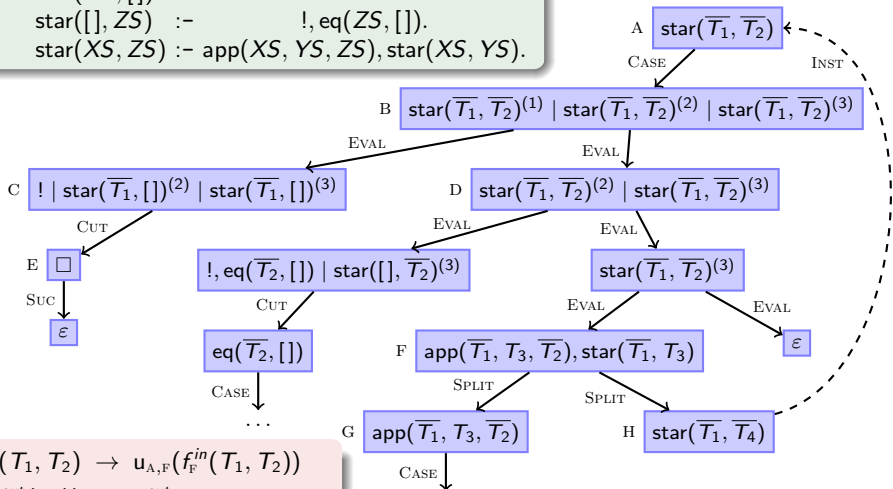 star([], ZS) :- !, eq(ZS, []).
star(XS, ZS) :- app(XS, YS, ZS), star(XS, YS).
A star(T̅₁, T̅₂)
CASE
INST
B star(T̅₁, T̅₂)⁽¹⁾ | star(T̅₁, T̅₂)⁽²⁾ | star(T̅₁, T̅₂)⁽³⁾
EVAL
EVAL
C ! | star(T̅₁, [])⁽²⁾ | star(T̅₁, [])⁽³⁾
D star(T̅₁, T̅₂)⁽²⁾ | star(T̅₁, T̅₂)⁽³⁾
CUT
EVAL
EVAL
E □
!, eq(T̅₂, []) | star([], T̅₂)⁽³⁾
star(T̅₁, T̅₂)⁽³⁾
SUC
CUT
EVAL
EVAL
ε
eq(T̅₂, [])
F app(T̅₁, T₃, T̅₂), star(T̅₁, T₃)
ε
CASE
SPLIT
SPLIT
...
G app(T̅₁, T₃, T̅₂)
H star(T̅₁, T̅₄)
CASE
(T₁, T₂) → u_A,F(f_F^in(T₁, T₂))